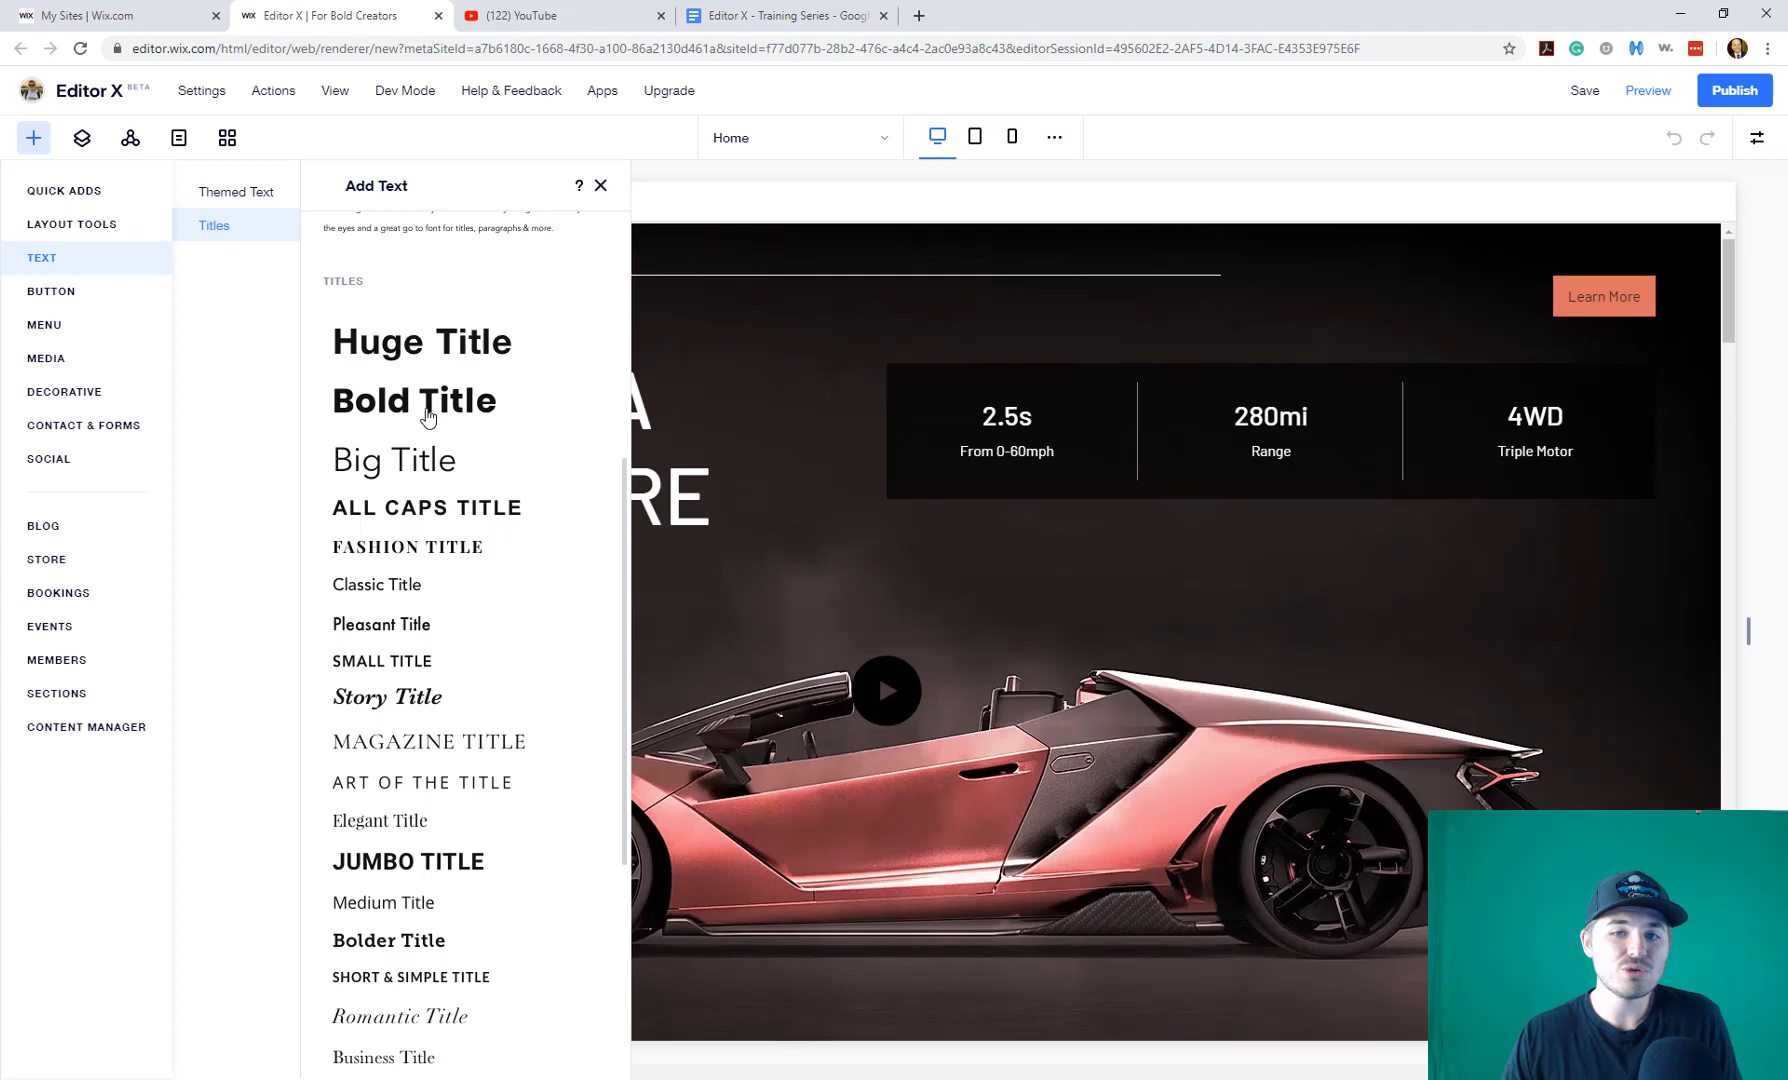 WIX My Sites | Wix.com
WIX Editor X | For Bold Creators
(122) YouTube
Editor X - Training Series - Googl
editor.wix.com/html/editor/web/renderer/new?metaSiteId=a7b6180c-1668-4f30-a100-86a2130d461a&siteId=f77d077b-28b2-476c-a4c4-2ac0e93a8c43&editorSessionId=495602E2-2AF5-4D14-3FAC-E4353E975E6F
Editor X BETA
Settings
Actions
View
Dev Mode
Help & Feedback
Apps
Upgrade
Save
Preview
Publish
Home
QUICK ADDS
LAYOUT TOOLS
TEXT
BUTTON
MENU
MEDIA
DECORATIVE
CONTACT & FORMS
SOCIAL
BLOG
STORE
BOOKINGS
EVENTS
MEMBERS
SECTIONS
CONTENT MANAGER
Themed Text
Titles
Add Text
?
the eyes and a great go to font for titles, paragraphs & more.
TITLES
Huge Title
Bold Title
Big Title
ALL CAPS TITLE
FASHION TITLE
Classic Title
Pleasant Title
SMALL TITLE
Story Title
MAGAZINE TITLE
ART OF THE TITLE
Elegant Title
JUMBO TITLE
Medium Title
Bolder Title
SHORT & SIMPLE TITLE
Romantic Title
Business Title
A
RE
Learn More
2.5s
From 0-60mph
280mi
Range
4WD
Triple Motor